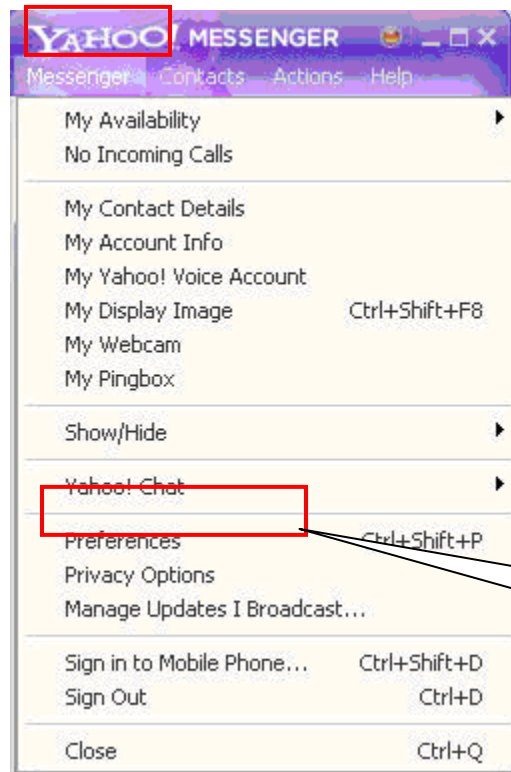 YAHOO! MESSENGER
Messenger Contacts Actions Help
My Availability
No Incoming Calls
My Contact Details
My Account Info
My Yahoo! Voice Account
My Display Image Ctrl+Shift+F8
My Webcam
My Pingbox
Show/Hide
Yahoo! Chat
Preferences Ctrl+Shift+P
Privacy Options
Manage Updates I Broadcast...
Sign in to Mobile Phone... Ctrl+Shift+D
Sign Out Ctrl+D
Close Ctrl+Q